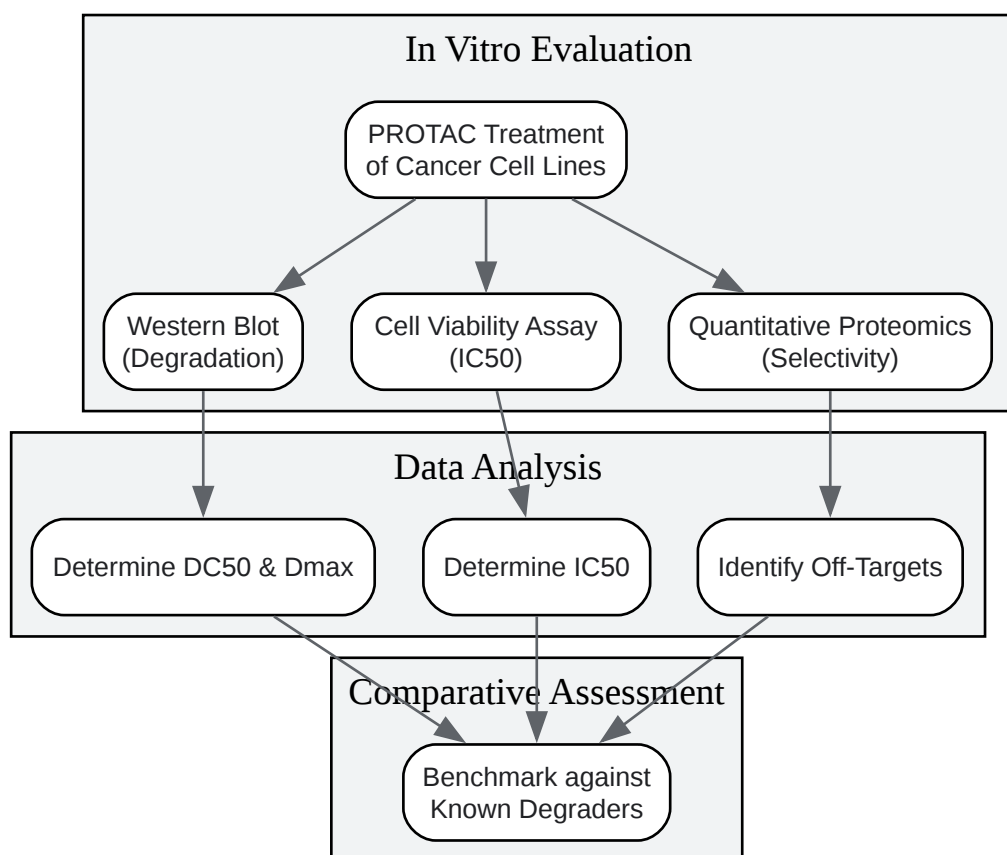 In Vitro Evaluation
PROTAC Treatment
of Cancer Cell Lines
Western Blot
(Degradation)
Cell Viability Assay
(IC50)
Quantitative Proteomics
(Selectivity)
Data Analysis
Determine DC50 & Dmax
Determine IC50
Identify Off-Targets
Comparative Assessment
Benchmark against
Known Degraders